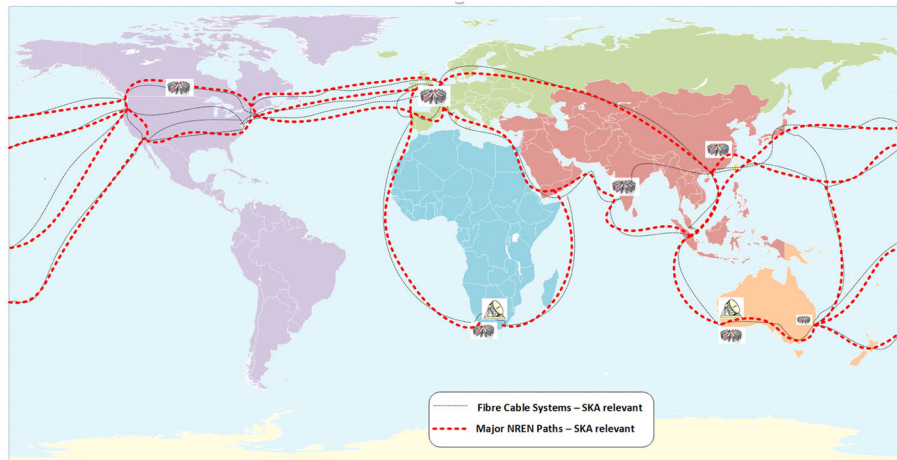 Fibre Cable Systems – SKA relevant
Major NREN Paths – SKA relevant